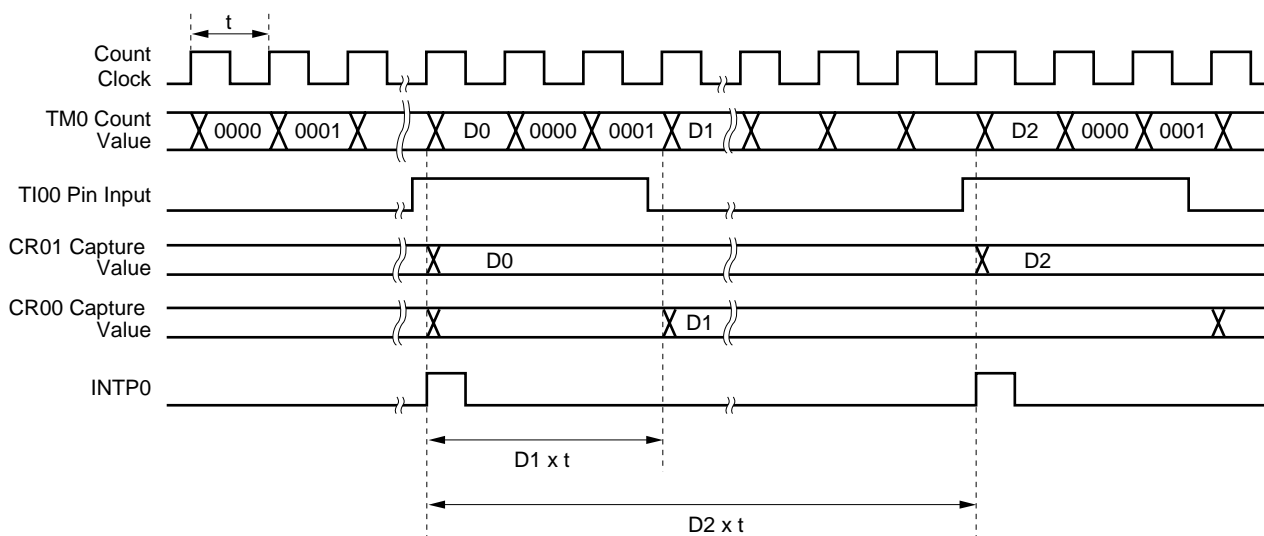 t
Count
Clock
TM0 Count
Value
0000
0001
D0
0000
0001
D1
D2
0000
0001
TI00 Pin Input
CR01 Capture
Value
D0
D2
CR00 Capture
Value
D1
INTP0
D1 x t
D2 x t